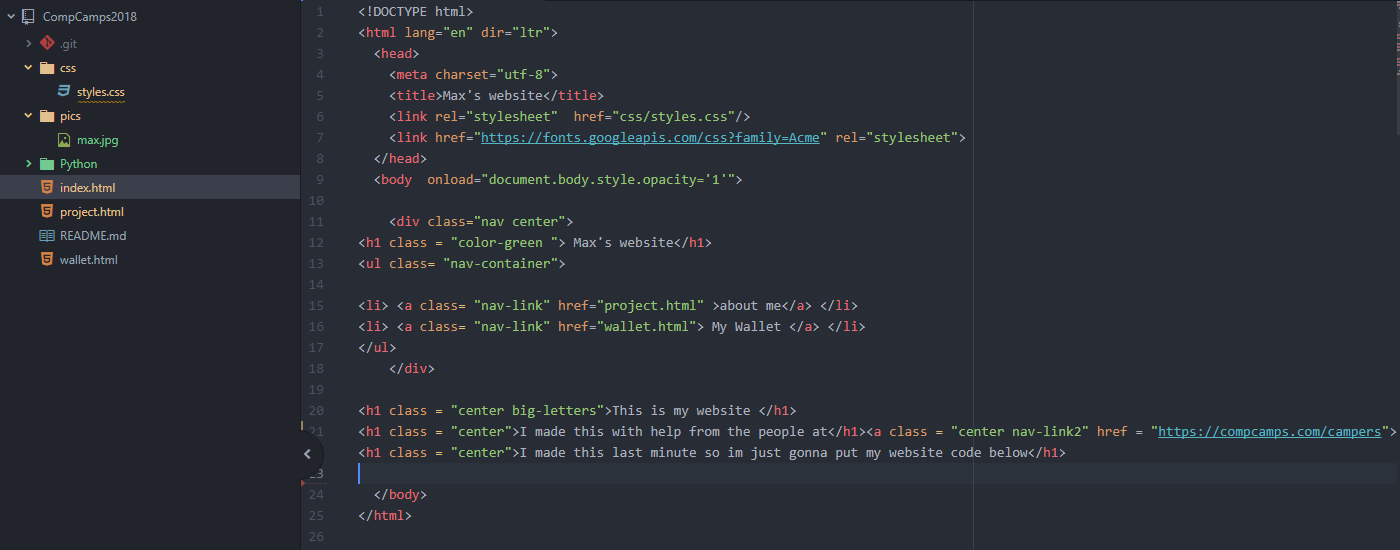 CompCamps2018
.git
css
styles.css
pics
max.jpg
Python
index.html
project.html
README.md
wallet.html
1 <!DOCTYPE html>
2 <html lang="en" dir="ltr">
3   <head>
4     <meta charset="utf-8">
5     <title>Max's website</title>
6     <link rel="stylesheet"  href="css/styles.css"/>
7     <link href="https://fonts.googleapis.com/css?family=Acme" rel="stylesheet">
8   </head>
9   <body  onload="document.body.style.opacity='1'">
10
11     <div class="nav center">
12 <h1 class = "color-green "> Max's website</h1>
13 <ul class= "nav-container">
14
15 <li> <a class= "nav-link" href="project.html" >about me</a> </li>
16 <li> <a class= "nav-link" href="wallet.html"> My Wallet </a> </li>
17 </ul>
18     </div>
19
20 <h1 class = "center big-letters">This is my website </h1>
21 <h1 class = "center">I made this with help from the people at</h1><a class = "center nav-link2" href = "https://compcamps.com/campers">
<h1 class = "center">I made this last minute so im just gonna put my website code below</h1>
23
24   </body>
25 </html>
26